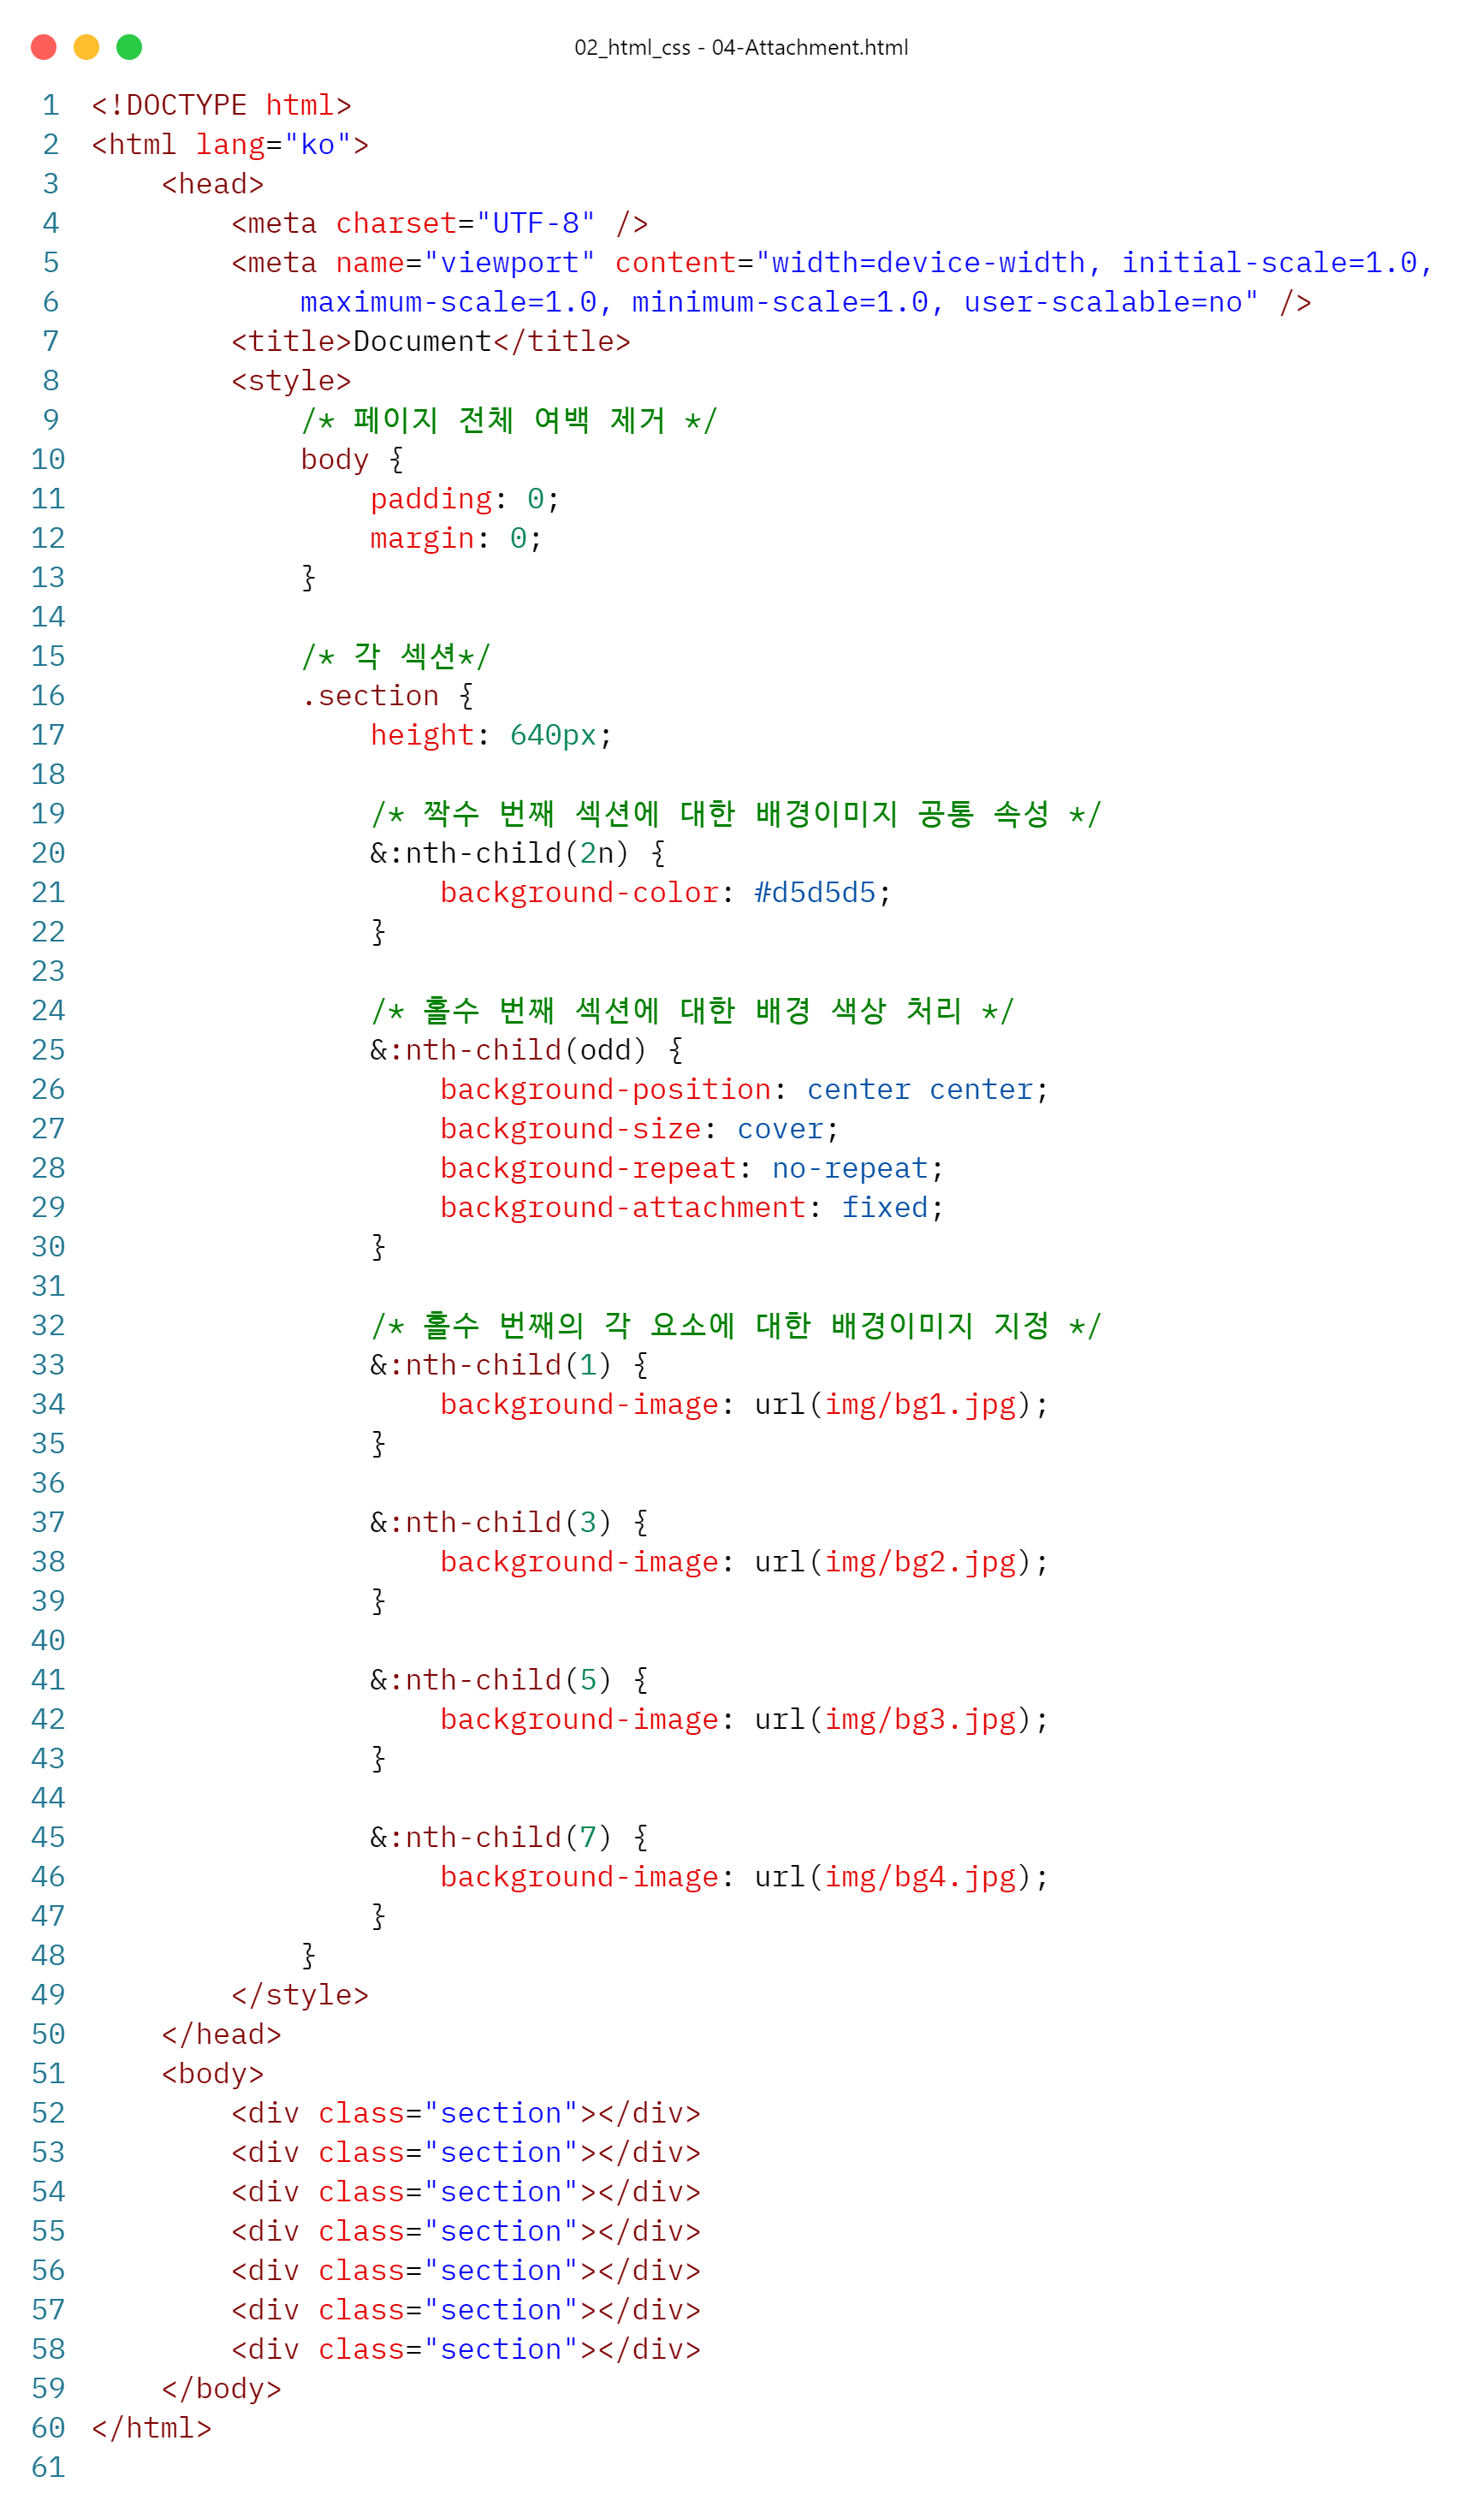 02_html_css - 04-Attachment.html
1 <!DOCTYPE html>
2 <html lang="ko">
3     <head>
4         <meta charset="UTF-8" />
5         <meta name="viewport" content="width=device-width, initial-scale=1.0,
6             maximum-scale=1.0, minimum-scale=1.0, user-scalable=no" />
7         <title>Document</title>
8         <style>
9             /* 페이지 전체 여백 제거 */
10             body {
11                 padding: 0;
12                 margin: 0;
13             }
14
15             /* 각 섹션*/
16             .section {
17                 height: 640px;
18
19                 /* 짝수 번째 섹션에 대한 배경이미지 공통 속성 */
20                 &:nth-child(2n) {
21                     background-color: #d5d5d5;
22                 }
23
24                 /* 홀수 번째 섹션에 대한 배경 색상 처리 */
25                 &:nth-child(odd) {
26                     background-position: center center;
27                     background-size: cover;
28                     background-repeat: no-repeat;
29                     background-attachment: fixed;
30                 }
31
32                 /* 홀수 번째의 각 요소에 대한 배경이미지 지정 */
33                 &:nth-child(1) {
34                     background-image: url(img/bg1.jpg);
35                 }
36
37                 &:nth-child(3) {
38                     background-image: url(img/bg2.jpg);
39                 }
40
41                 &:nth-child(5) {
42                     background-image: url(img/bg3.jpg);
43                 }
44
45                 &:nth-child(7) {
46                     background-image: url(img/bg4.jpg);
47                 }
48             }
49         </style>
50     </head>
51     <body>
52         <div class="section"></div>
53         <div class="section"></div>
54         <div class="section"></div>
55         <div class="section"></div>
56         <div class="section"></div>
57         <div class="section"></div>
58         <div class="section"></div>
59     </body>
60 </html>
61